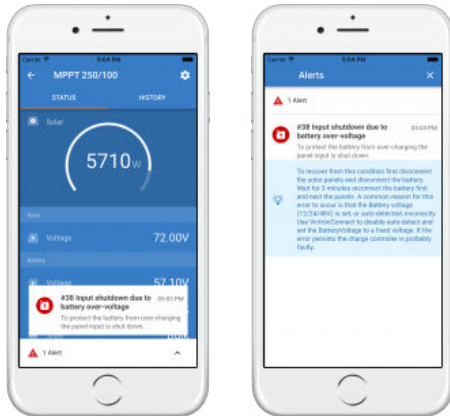 Carrier 5:04 PM
MPPT 250/100
STATUS HISTORY
Solar
5710W
Solar
Voltage 72.00V
Battery
Voltage 57.10V
#38 Input shutdown due to 05:03 PM
battery over-voltage
To protect the battery from over-charging
the panel input is shut down.
1 Alert
Carrier 5:04 PM
Alerts
1 Alert
#38 Input shutdown due to 05:03 PM
battery over-voltage
To protect the battery from over-charging the
panel input is shut down.
To recover from this condition first disconnect
the solar panels and disconnect the battery.
Wait for 3 minutes reconnect the battery first
and next the panels. A common reason for this
error to occur is that the Battery voltage
(12/24/48V) is set, or auto-detected, incorrectly.
Use VictronConnect to disable auto-detect and
set the BatteryVoltage to a fixed voltage. If the
error persists the charge controller is probably
faulty.